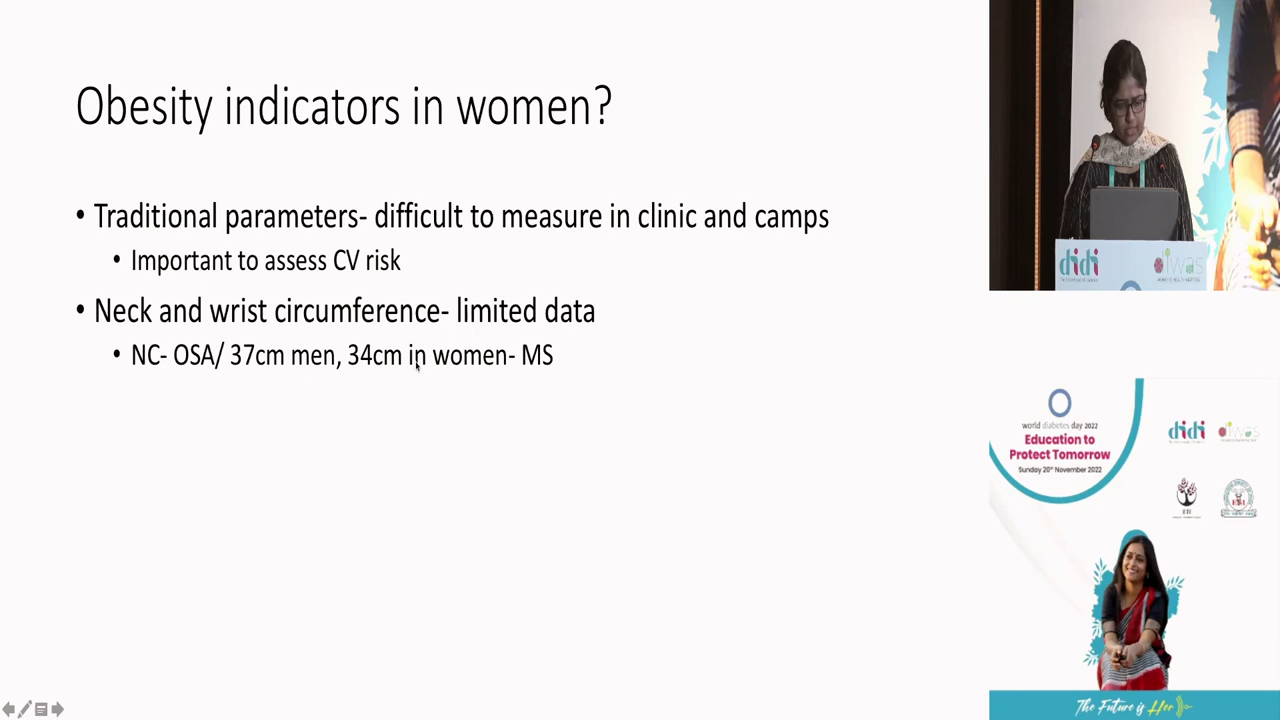 Obesity indicators in women?
• Traditional parameters- difficult to measure in clinic and camps
• Important to assess CV risk
• Neck and wrist circumference- limited data
• NC- OSA/ 37cm men, 34cm in women- MS
didi
world diabetes day 2022
Education to
Protect Tomorrow
Sunday 20th November 2022
didi
The Future is Her